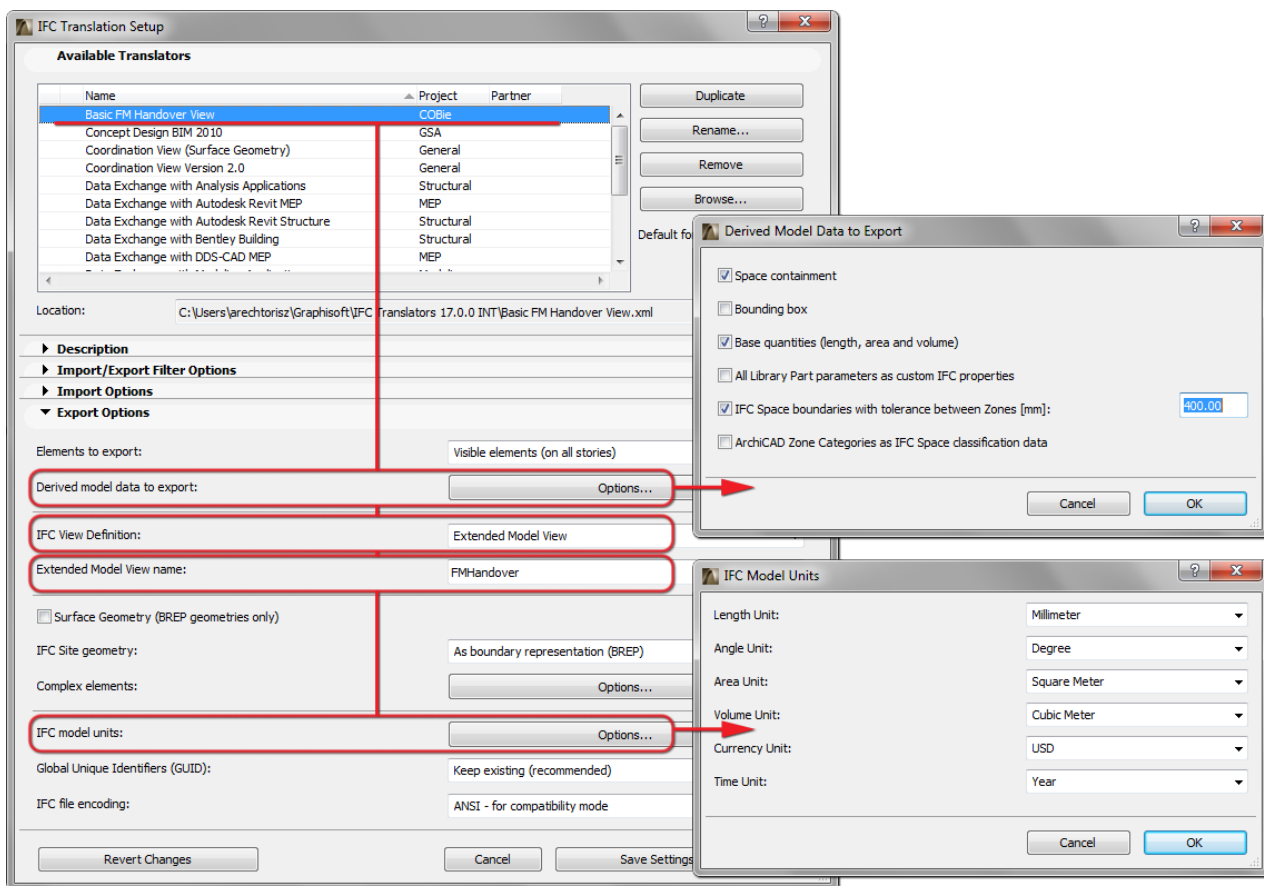 IFC Translation Setup
Available Translators
Name Project Partner
Basic FM Handover View COBie
Concept Design BIM 2010 GSA
Coordination View (Surface Geometry) General
Coordination View Version 2.0 General
Data Exchange with Analysis Applications Structural
Data Exchange with Autodesk Revit MEP MEP
Data Exchange with Autodesk Revit Structure Structural
Data Exchange with Bentley Building Structural
Data Exchange with DDS-CAD MEP MEP
Duplicate
Rename...
Remove
Browse...
Default fo
Location: C:\Users\arechtorisz\Graphisoft\IFC Translators 17.0.0 INT\Basic FM Handover View.xml
Description
Import/Export Filter Options
Import Options
Export Options
Elements to export: Visible elements (on all stories)
Derived model data to export: Options...
IFC View Definition: Extended Model View
Extended Model View name: FMHandover
Surface Geometry (BREP geometries only)
IFC Site geometry: As boundary representation (BREP)
Complex elements: Options...
IFC model units: Options...
Global Unique Identifiers (GUID): Keep existing (recommended)
IFC file encoding: ANSI - for compatibility mode
Revert Changes Cancel Save Settings
Derived Model Data to Export
Space containment
Bounding box
Base quantities (length, area and volume)
All Library Part parameters as custom IFC properties
IFC Space boundaries with tolerance between Zones [mm]: 400.00
ArchiCAD Zone Categories as IFC Space classification data
Cancel OK
IFC Model Units
Length Unit: Millimeter
Angle Unit: Degree
Area Unit: Square Meter
Volume Unit: Cubic Meter
Currency Unit: USD
Time Unit: Year
Cancel OK